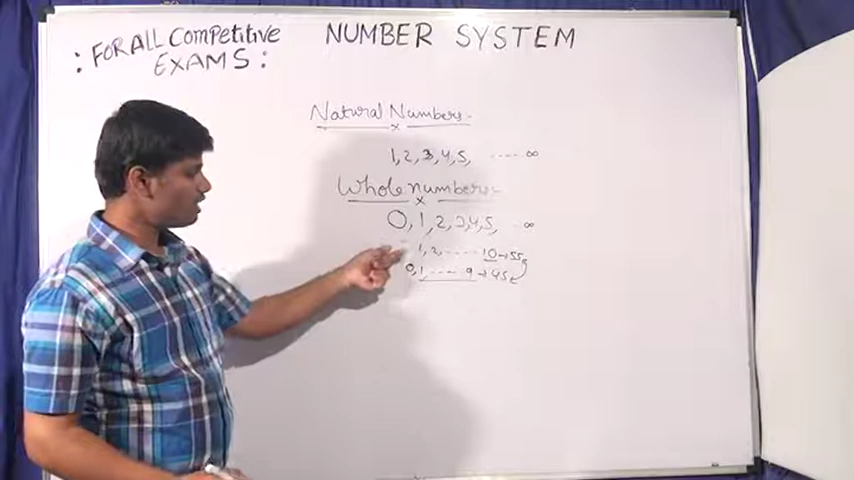 : FOR ALL Competitive EXAMS :
NUMBER SYSTEM
Natural Numbers
1, 2, 3, 4, 5, ---- ∞
Whole numbers
0, 1, 2, 3, 4, 5, -- ∞
1, 2, ----- 10 → 55
0, 1 ---- 9 → 45